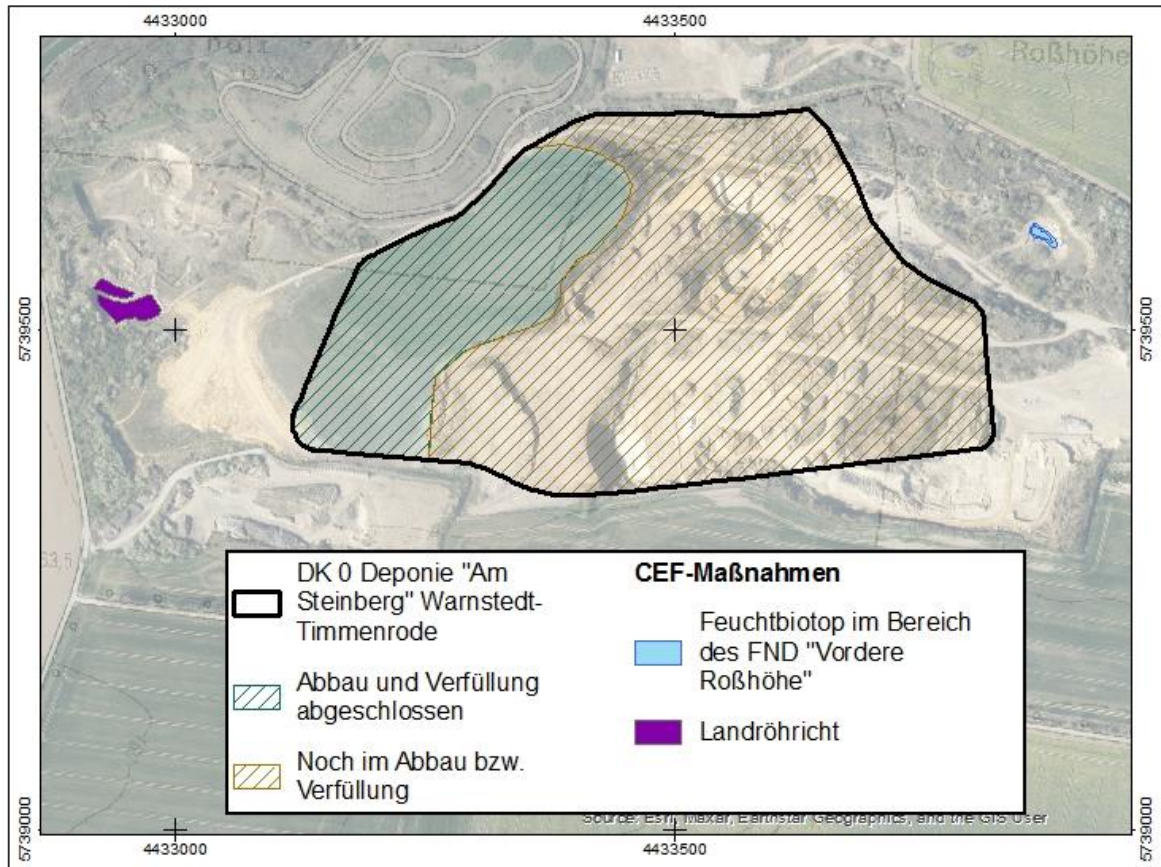 4433000
4433500
Roßhöhe
5739500
5739500
63,5
DK 0 Deponie "Am
Steinberg" Warnstedt-
Timmenrode
Abbau und Verfüllung
abgeschlossen
Noch im Abbau bzw.
Verfüllung
CEF-Maßnahmen
Feuchtbiotop im Bereich
des FND "Vordere
Roßhöhe"
Landröhricht
Source: Esri, Maxar, Earthstar Geographics, and the GIS User
5739000
5739000
4433000
4433500